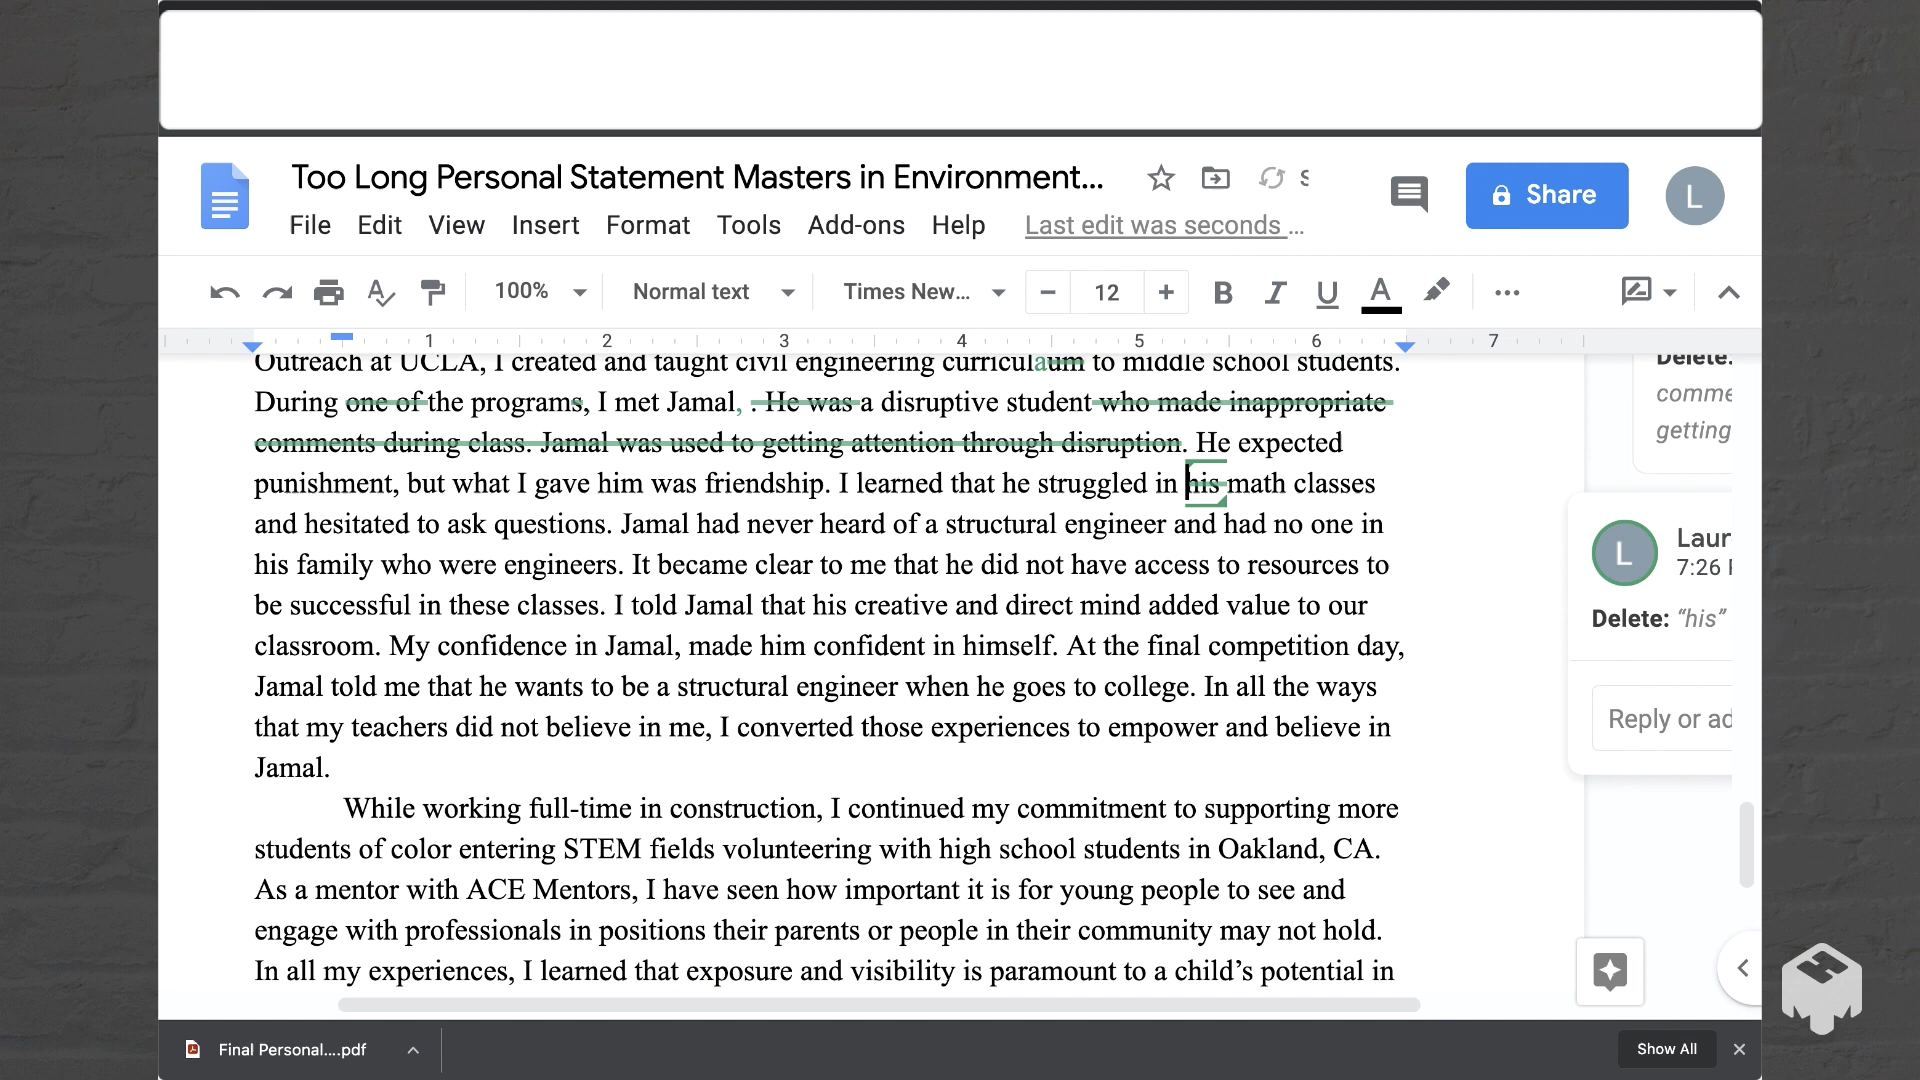 Too Long Personal Statement Masters in Environment...
L
Share
File Edit View Insert Format Tools Add-ons Help Last edit was seconds ...
100% Normal text Times New... 12 B I U A
1 2 3 4 5 6 7
Outreach at UCLA, I created and taught civil engineering curriculaum to middle school students.
During one of the programs, I met Jamal, . He was a disruptive student who made inappropriate
comments during class. Jamal was used to getting attention through disruption. He expected
punishment, but what I gave him was friendship. I learned that he struggled in his math classes
and hesitated to ask questions. Jamal had never heard of a structural engineer and had no one in
his family who were engineers. It became clear to me that he did not have access to resources to
be successful in these classes. I told Jamal that his creative and direct mind added value to our
classroom. My confidence in Jamal, made him confident in himself. At the final competition day,
Jamal told me that he wants to be a structural engineer when he goes to college. In all the ways
that my teachers did not believe in me, I converted those experiences to empower and believe in
Jamal.
While working full-time in construction, I continued my commitment to supporting more
students of color entering STEM fields volunteering with high school students in Oakland, CA.
As a mentor with ACE Mentors, I have seen how important it is for young people to see and
engage with professionals in positions their parents or people in their community may not hold.
In all my experiences, I learned that exposure and visibility is paramount to a child’s potential in
Delete:
comme
getting
L
Laur
7:26
Delete: “his”
Reply or ad
Final Personal....pdf
Show All